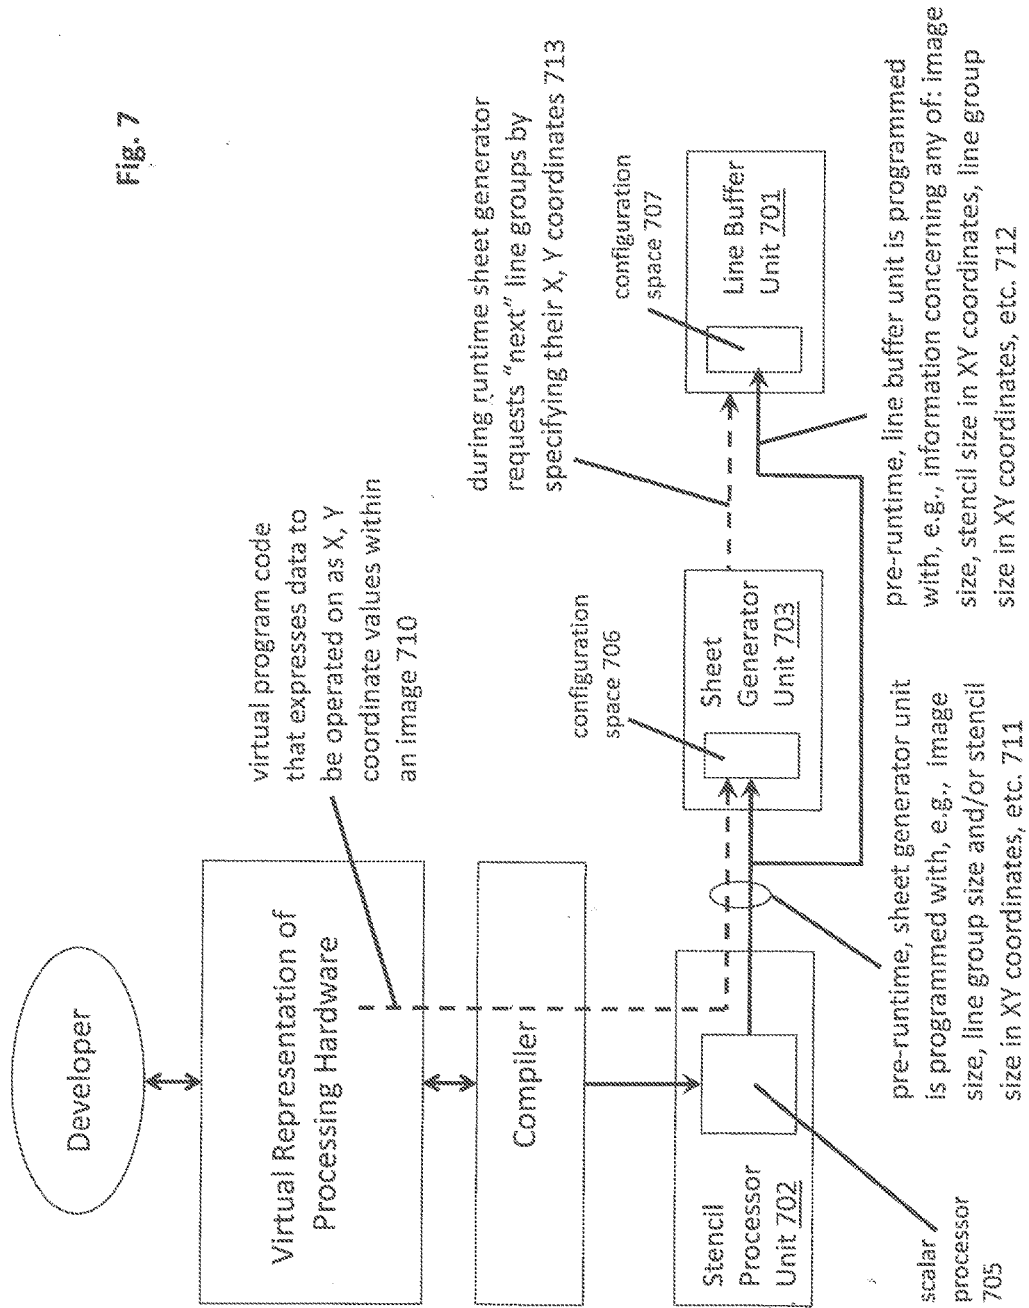 Fig. 7
Developer
Virtual Representation of
Processing Hardware
virtual program code
that expresses data to
be operated on as X, Y
coordinate values within
an image 710
Compiler
Stencil
Processor
Unit 702
scalar
processor
705
configuration
space 706
Sheet
Generator
Unit 703
pre-runtime, sheet generator unit
is programmed with, e.g., image
size, line group size and/or stencil
size in XY coordinates, etc. 711
during runtime sheet generator
requests "next" line groups by
specifying their X, Y coordinates 713
configuration
space 707
Line Buffer
Unit 701
pre-runtime, line buffer unit is programmed
with, e.g., information concerning any of: image
size, stencil size in XY coordinates, line group
size in XY coordinates, etc. 712